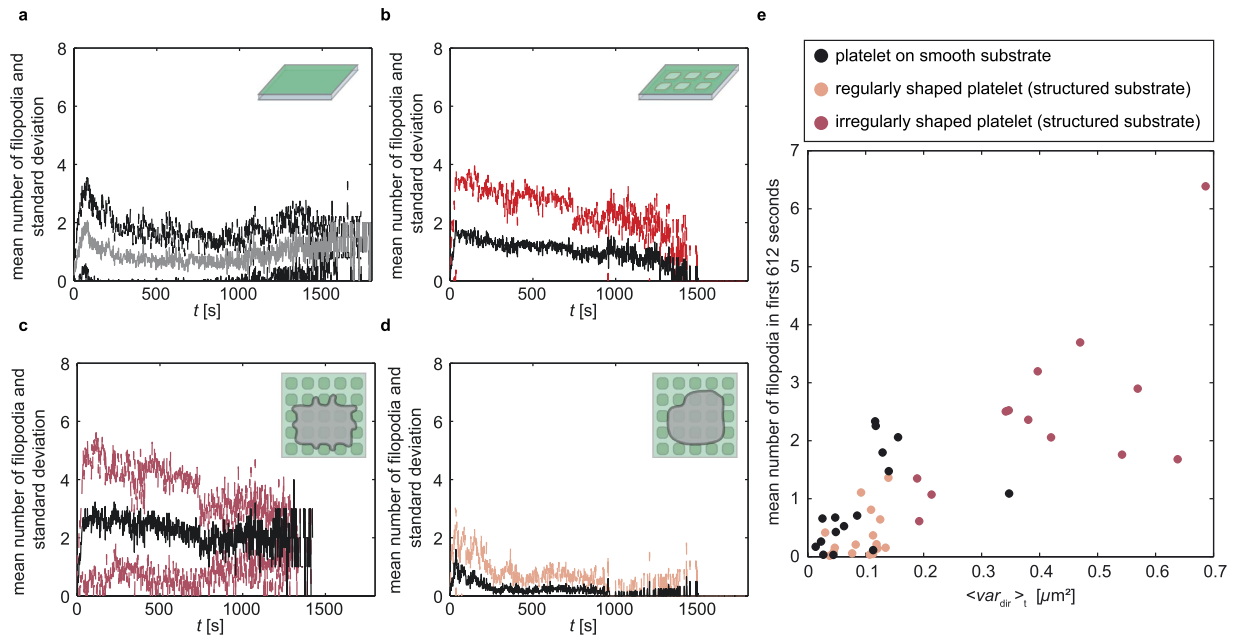 a
mean number of filopodia and
standard deviation
8
6
4
2
0
0
500
1000
1500
t [s]
b
mean number of filopodia and
standard deviation
8
6
4
2
0
0
500
1000
1500
t [s]
c
mean number of filopodia and
standard deviation
8
6
4
2
0
0
500
1000
1500
t [s]
d
mean number of filopodia and
standard deviation
8
6
4
2
0
0
500
1000
1500
t [s]
e
platelet on smooth substrate
regularly shaped platelet (structured substrate)
irregularly shaped platelet (structured substrate)
mean number of filopodia in first 612 seconds
7
6
5
4
3
2
1
0
0
0.1
0.2
0.3
0.4
0.5
0.6
0.7
<var_dir>_t [µm²]